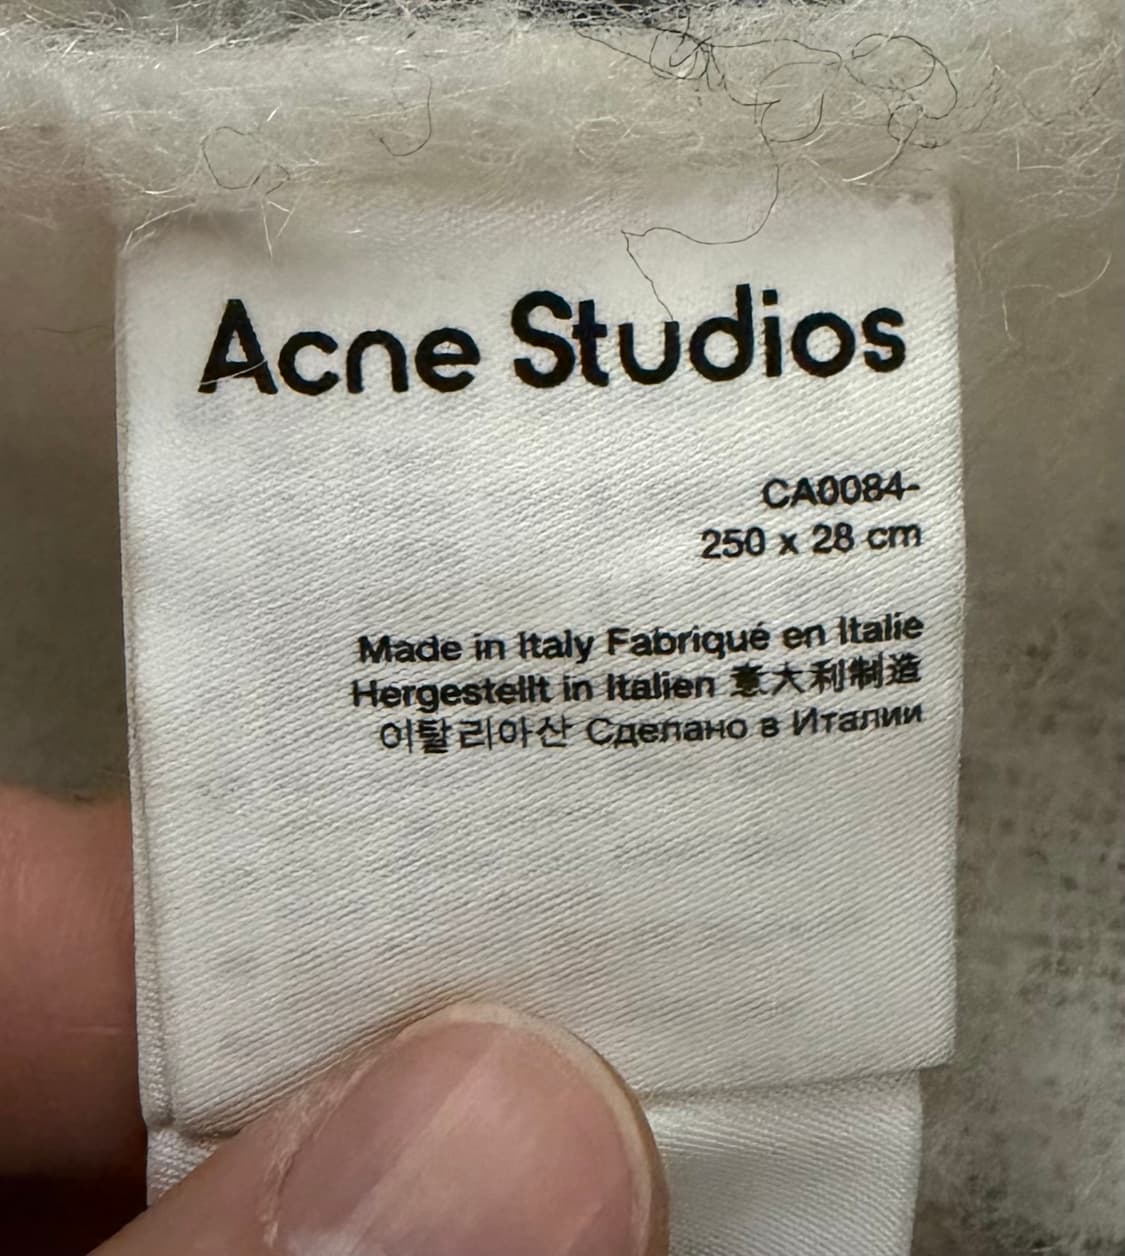 Acne Studios
CA0084-
250 x 28 cm
Made in Italy Fabriqué en Italie
Hergestellt in Italien 意大利制造
이탈리아산 Сделано в Италии